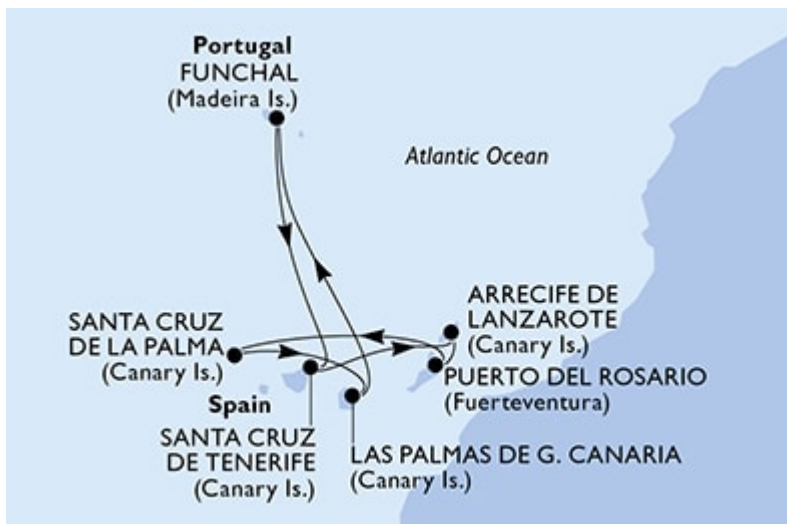 Portugal
FUNCHAL
(Madeira Is.)
Atlantic Ocean
ARRECIFE DE
LANZAROTE
(Canary Is.)
SANTA CRUZ
DE LA PALMA
(Canary Is.)
PUERTO DEL ROSARIO
(Fuerteventura)
Spain
SANTA CRUZ
DE TENERIFE
(Canary Is.)
LAS PALMAS DE G. CANARIA
(Canary Is.)